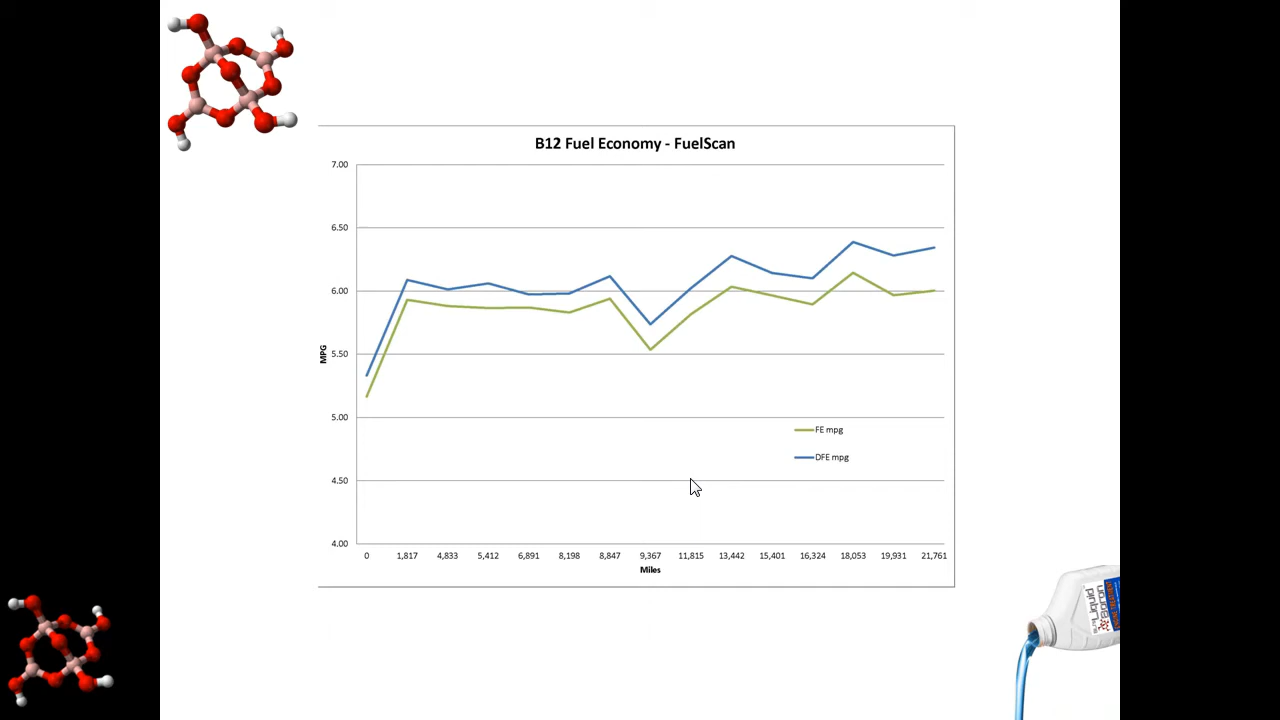 B12 Fuel Economy - FuelScan
7.00
6.50
6.00
5.50
5.00
4.50
4.00
MPG
FE mpg
DFE mpg
0 1,817 4,833 5,412 6,891 8,198 8,847 9,367 11,815 13,442 15,401 16,324 18,053 19,931 21,761
Miles
Liquid
Boron